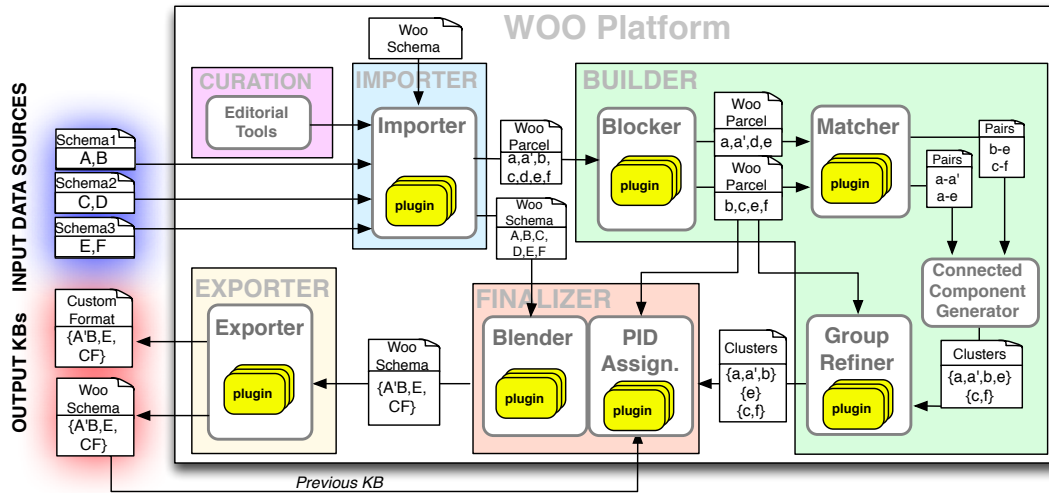 WOO Platform
INPUT DATA SOURCES
OUTPUT KBs
Woo
Schema
CURATION
Editorial
Tools
IMPORTER
Importer
plugin
Schema1
A,B
Schema2
C,D
Schema3
E,F
Woo
Parcel
a,a',b,
c,d,e,f
Woo
Schema
A,B,C,
D,E,F
BUILDER
Blocker
plugin
Woo
Parcel
a,a',d,e
Woo
Parcel
b,c,e,f
Matcher
plugin
Pairs
b-e
c-f
Pairs
a-a'
a-e
Connected
Component
Generator
Clusters
{a,a',b,e}
{c,f}
Group
Refiner
plugin
Clusters
{a,a',b}
{e}
{c,f}
FINALIZER
Blender
plugin
PID
Assign.
plugin
Woo
Schema
{A'B,E,
CF}
EXPORTER
Exporter
plugin
Custom
Format
{A'B,E,
CF}
Woo
Schema
{A'B,E,
CF}
Previous KB